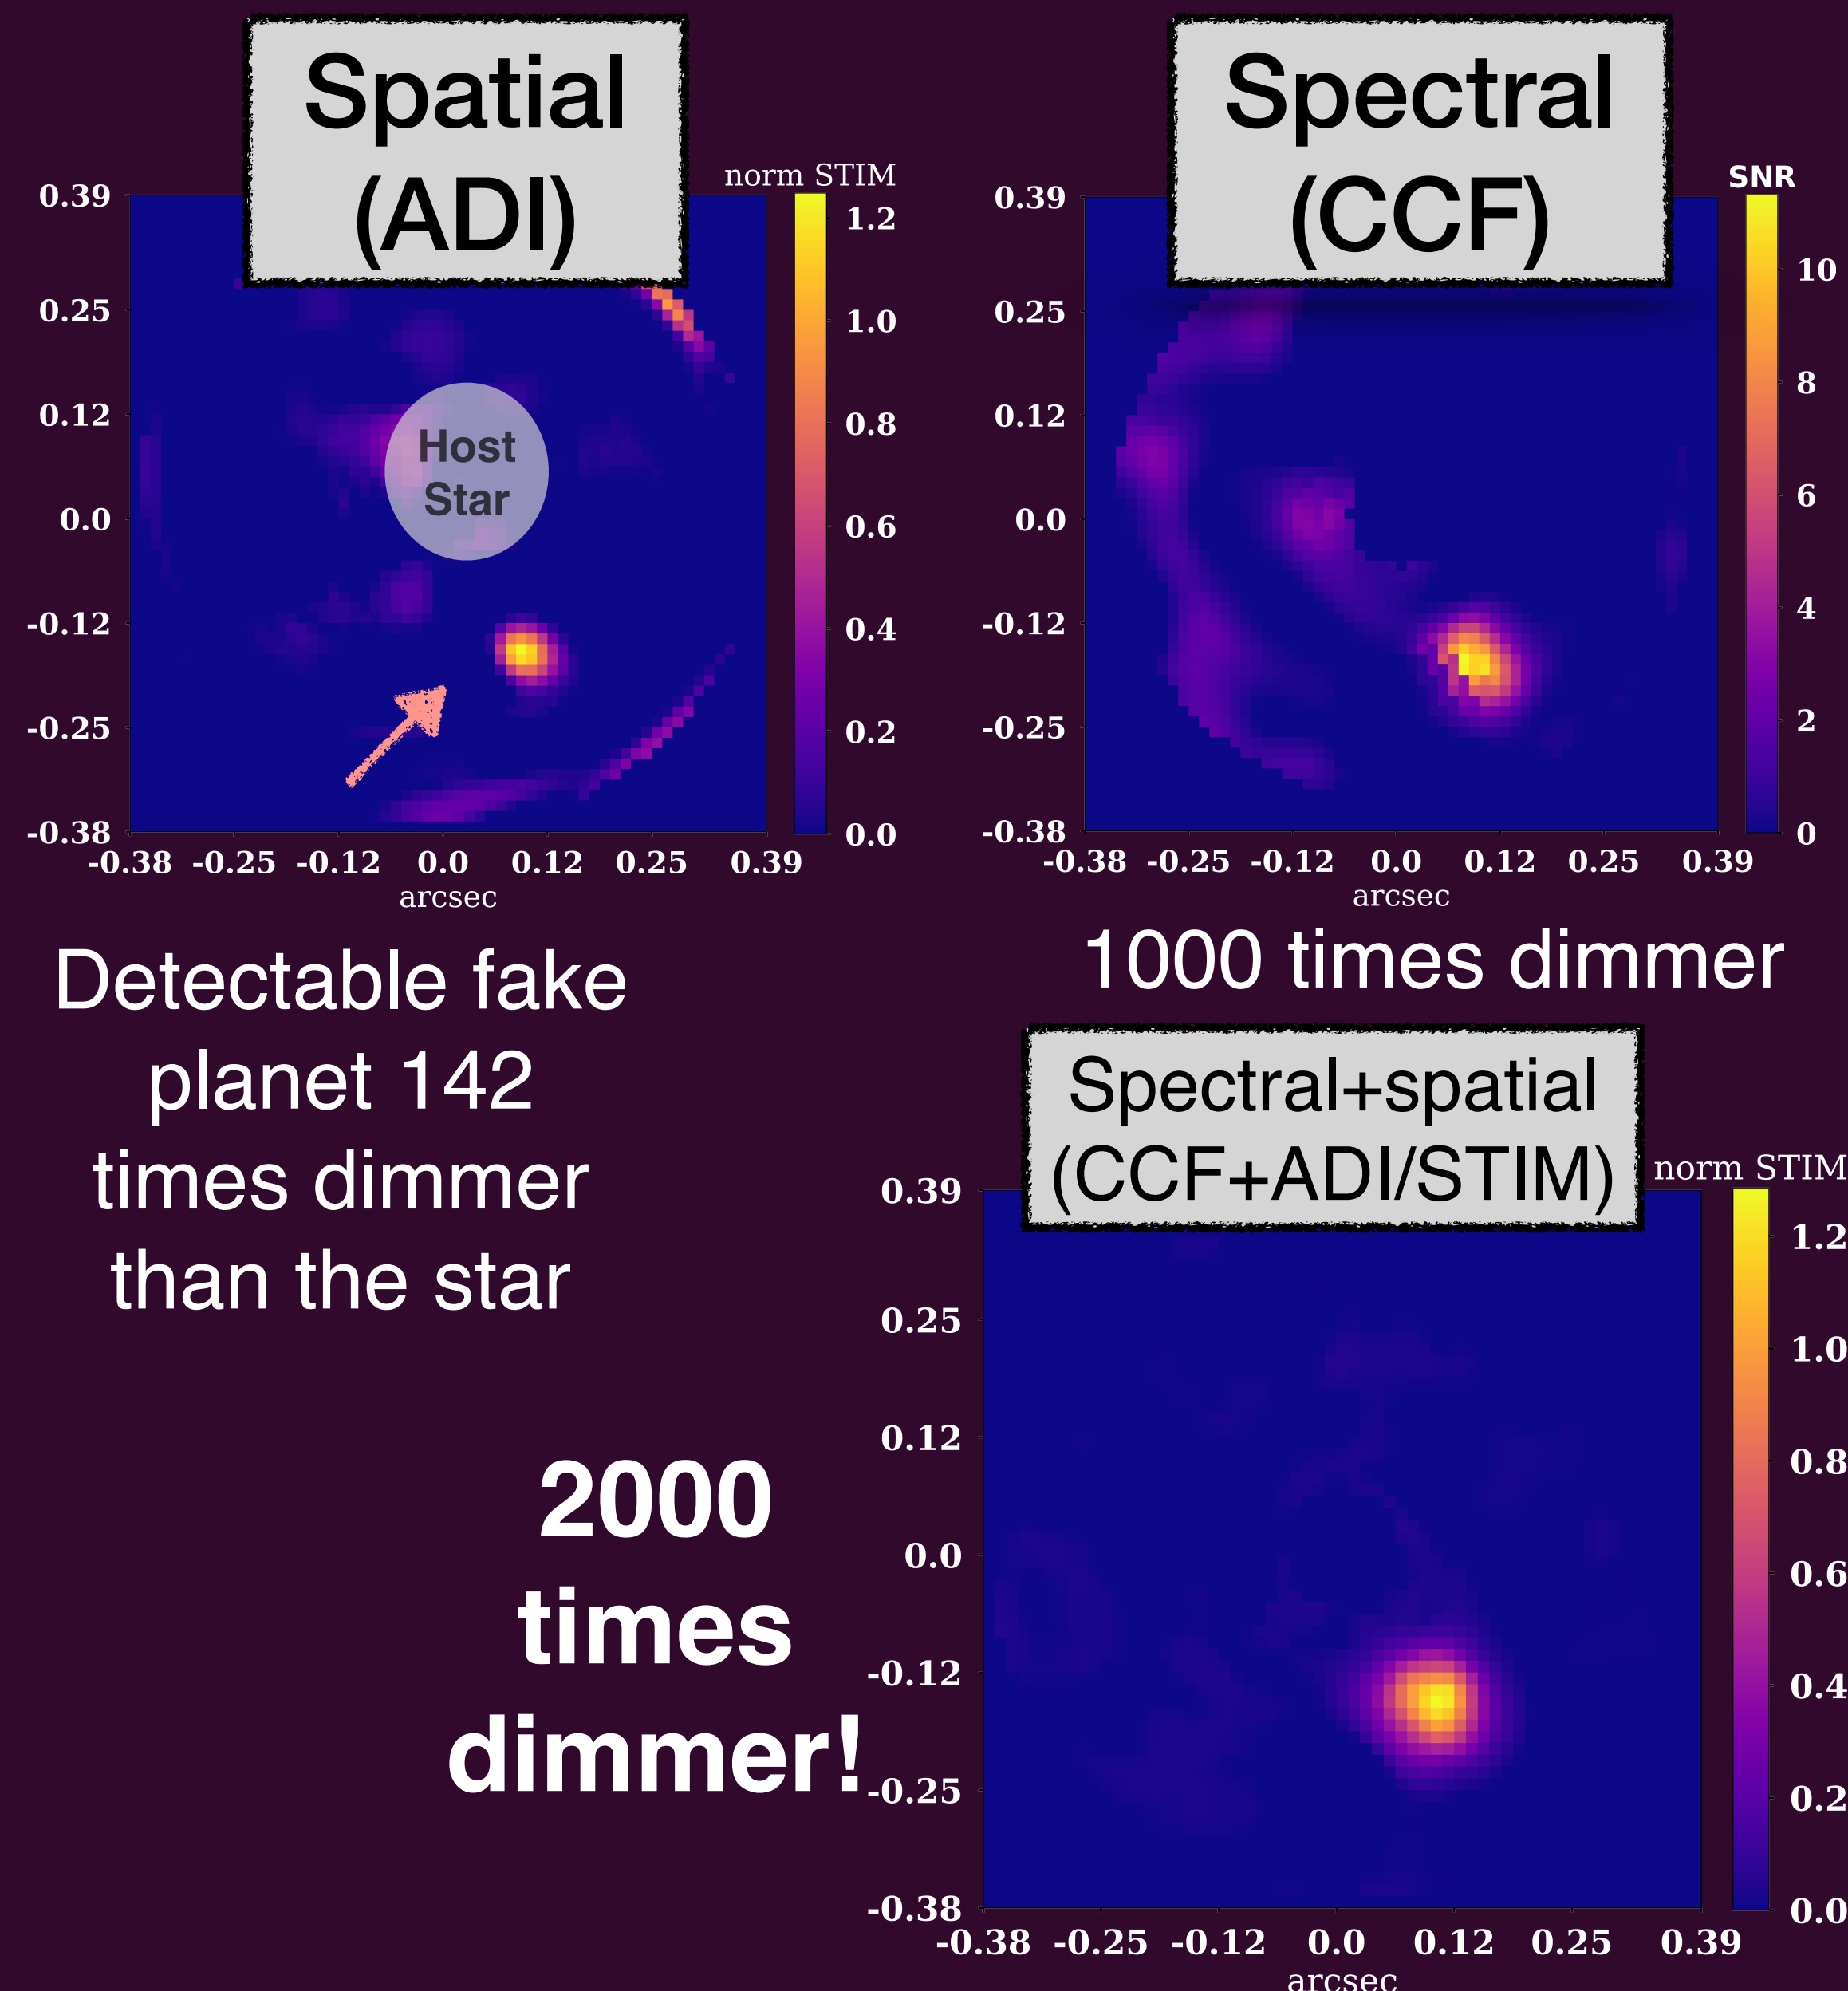 Spatial
(ADI)
norm STIM
0.39
0.25
0.12
0.0
-0.12
-0.25
-0.38
Host
Star
1.2
1.0
0.8
0.6
0.4
0.2
0.0
-0.38 -0.25 -0.12 0.0 0.12 0.25 0.39
arcsec
Spectral
(CCF)
SNR
0.39
0.25
0.12
0.0
-0.12
-0.25
-0.38
10
8
6
4
2
0
-0.38 -0.25 -0.12 0.0 0.12 0.25 0.39
arcsec
Detectable fake
planet 142
times dimmer
than the star
1000 times dimmer
Spectral+spatial
(CCF+ADI/STIM)
norm STIM
0.39
0.25
0.12
0.0
-0.12
-0.25
-0.38
1.2
1.0
0.8
0.6
0.4
0.2
0.0
-0.38 -0.25 -0.12 0.0 0.12 0.25 0.39
arcsec
2000
times
dimmer!